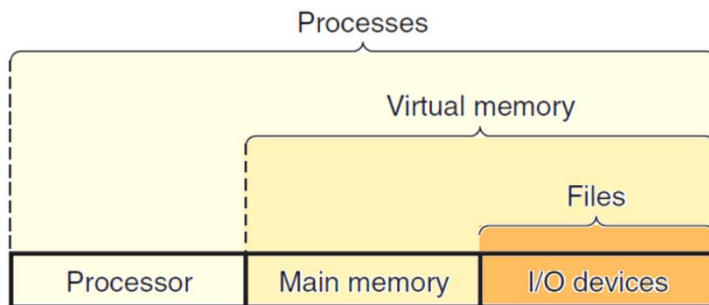 Processes
Virtual memory
Files
Processor
Main memory
I/O devices